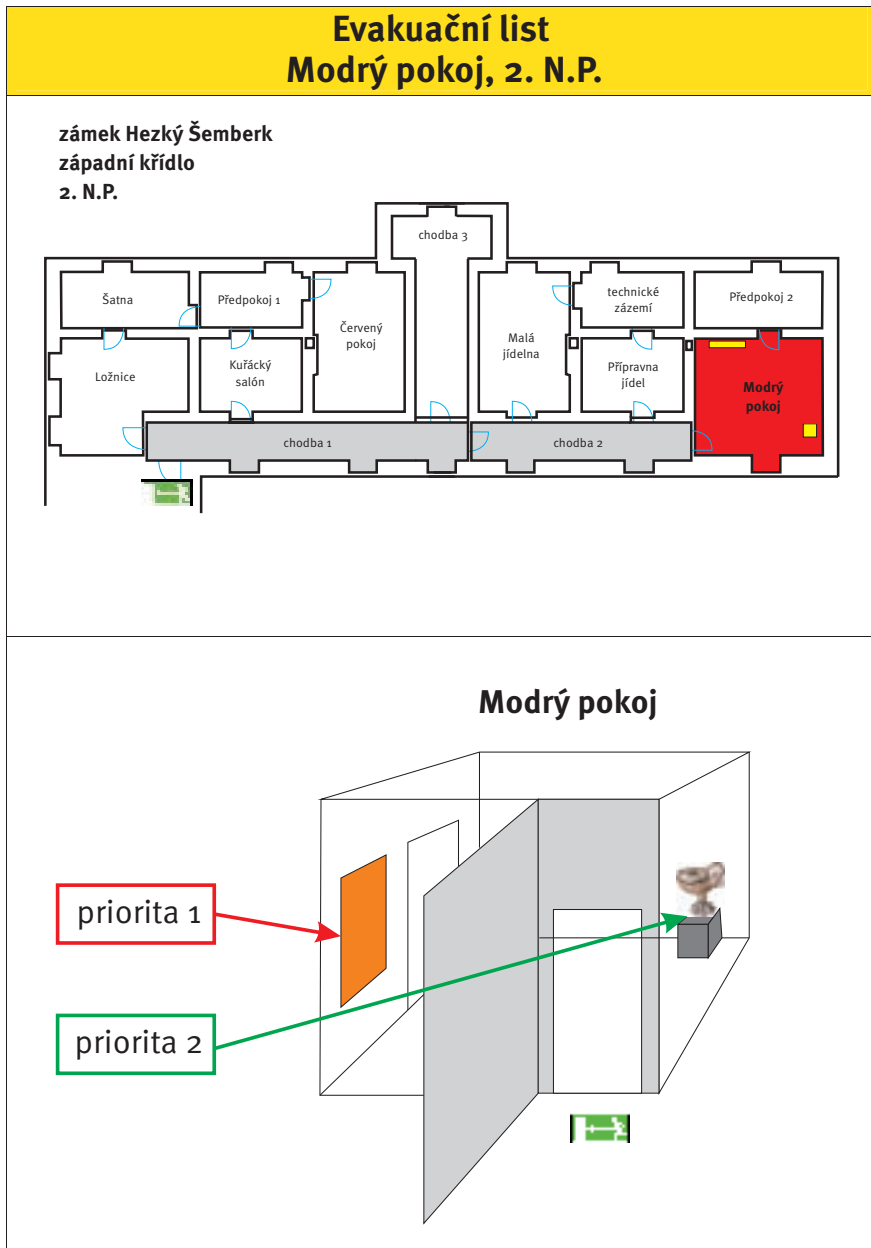 Evakuační list
Modrý pokoj, 2. N.P.
zámek Hezký Šemberk
západní křídlo
2. N.P.
chodba 3
Šatna
Předpokoj 1
Červený
pokoj
Malá
jídelna
technické
zázemí
Předpokoj 2
Ložnice
Kuřácký
salón
Přípravna
jídel
Modrý
pokoj
chodba 1
chodba 2
Modrý pokoj
priorita 1
priorita 2